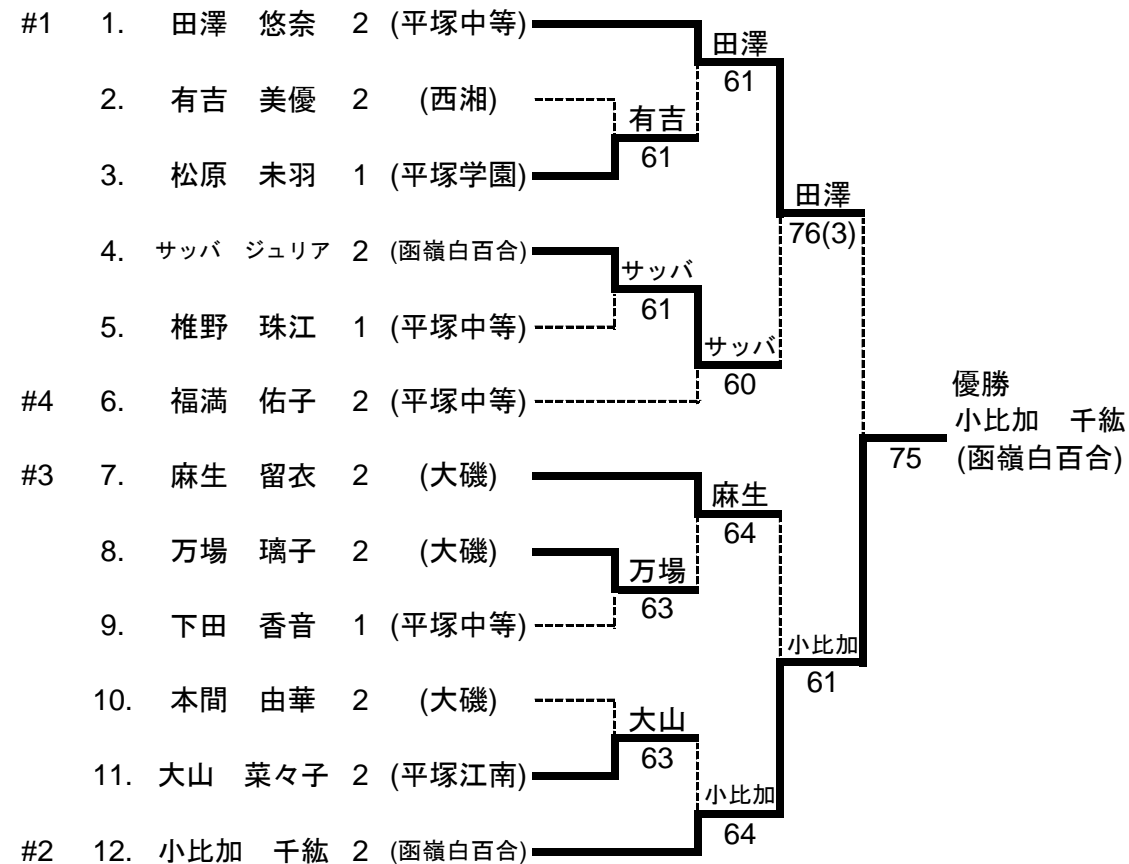 #1 1. 田澤 悠奈 2 (平塚中等)
田澤
61
2. 有吉 美優 2 (西湘)
有吉
61
3. 松原 未羽 1 (平塚学園)
田澤
76(3)
4. サッバ ジュリア 2 (函嶺白百合)
サッバ
61
5.椎野 珠江 1 (平塚中等)
サッバ
60
#4 6. 福満 佑子 2 (平塚中等)
優勝
小比加 千紘
75 (函嶺白百合)
#3 7. 麻生 留衣 2 (大磯)
麻生
64
8. 万場 璃子 2 (大磯)
万場
63
9. 下田 香音 1 (平塚中等)
小比加
61
10. 本間 由華 2 (大磯)
大山
63
11. 大山 菜々子 2 (平塚江南)
小比加
64
#2 12. 小比加 千紘 2 (函嶺白百合)